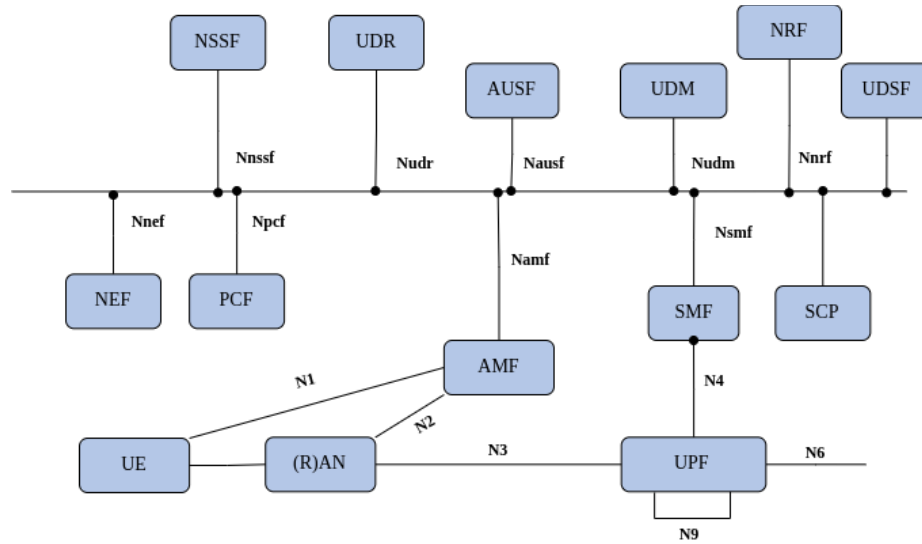 NSSF
UDR
NRF
AUSF
UDM
UDSF
Nnssf
Nudr
Nausf
Nudm
Nnrf
Nnef
Npcf
Namf
Nsmf
NEF
PCF
SMF
SCP
AMF
N1
N2
N4
UE
(R)AN
N3
UPF
N6
N9